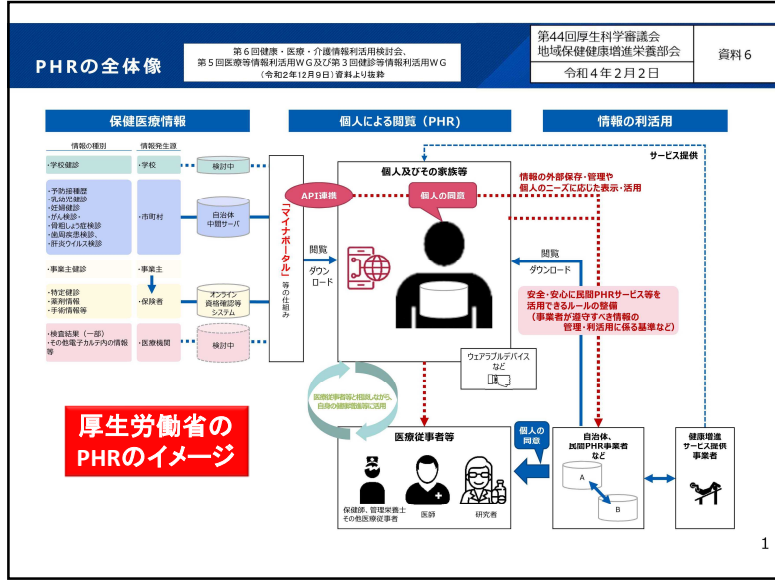 PHRの全体像
第６回健康・医療・介護情報利活用検討会、
第５回医療等情報利活用ＷＧ及び第３回健診等情報利活用ＷＧ
（令和2年12月9日）資料より抜粋
第44回厚生科学審議会
地域保健健康増進栄養部会
令和４年２月２日
資料６
保健医療情報
個人による閲覧（PHR）
情報の利活用
情報の種別
情報発生源
・学校健診
・学校
検討中
・予防接種歴
・乳幼児健診
・妊婦健診
・がん検診・
・骨粗しょう症検診
・歯周疾患検診、
・肝炎ウイルス検診
・市町村
自治体
中間サーバ
・事業主健診
・事業主
・特定健診
・薬剤情報
・手術情報等
・保険者
オンライン
資格確認等
システム
・検査結果（一部）
・その他電子カルテ内の情報
等
・医療機関
検討中
「マイナポータル」等の仕組み
API連携
閲覧
ダウン
ロード
個人及びその家族等
個人の同意
サービス提供
情報の外部保存・管理や
個人のニーズに応じた表示・活用
閲覧
ダウンロード
安全・安心に民間PHRサービス等を
活用できるルールの整備
（事業者が遵守すべき情報の
管理・利活用に係る基準など）
ウェアラブルデバイス
など
医療従事者等と相談しながら、
自身の健康増進等に活用
厚生労働省の
PHRのイメージ
医療従事者等
保健師、管理栄養士
その他医療従事者
医師
研究者
個人の
同意
自治体、
民間PHR事業者
など
A
B
健康増進
サービス提供
事業者
1